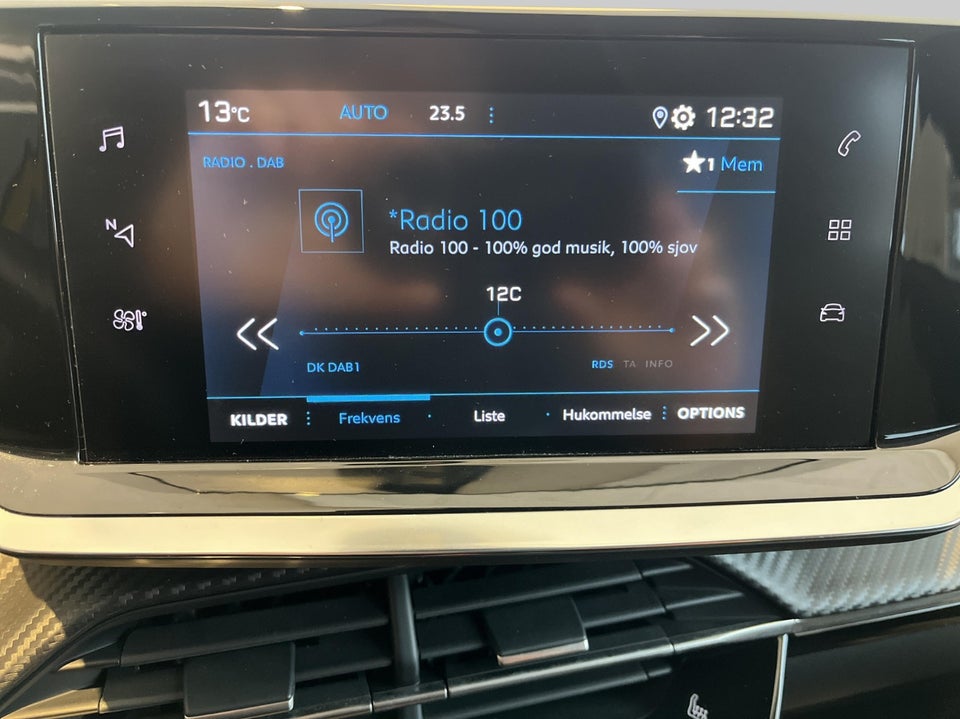 13°C AUTO 23.5 12:32
RADIO . DAB
1 Mem
N
*Radio 100
Radio 100 - 100% god musik, 100% sjov
12C
DK DAB1
RDS TA INFO
KILDER Frekvens Liste Hukommelse OPTIONS